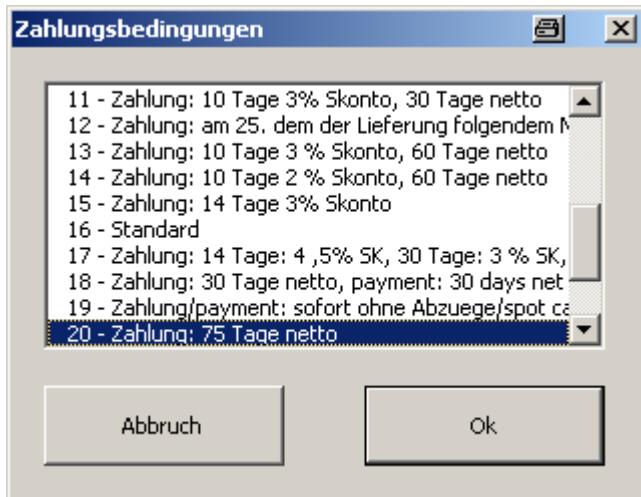 Zahlungsbedingungen
11 - Zahlung: 10 Tage 3% Skonto, 30 Tage netto
12 - Zahlung: am 25. dem der Lieferung folgendem
13 - Zahlung: 10 Tage 3 % Skonto, 60 Tage netto
14 - Zahlung: 10 Tage 2 % Skonto, 60 Tage netto
15 - Zahlung: 14 Tage 3% Skonto
16 - Standard
17 - Zahlung: 14 Tage: 4 ,5% SK, 30 Tage: 3 % SK,
18 - Zahlung: 30 Tage netto, payment: 30 days net
19 - Zahlung/payment: sofort ohne Abzuege/spot
20 - Zahlung: 75 Tage netto
Abbruch
Ok